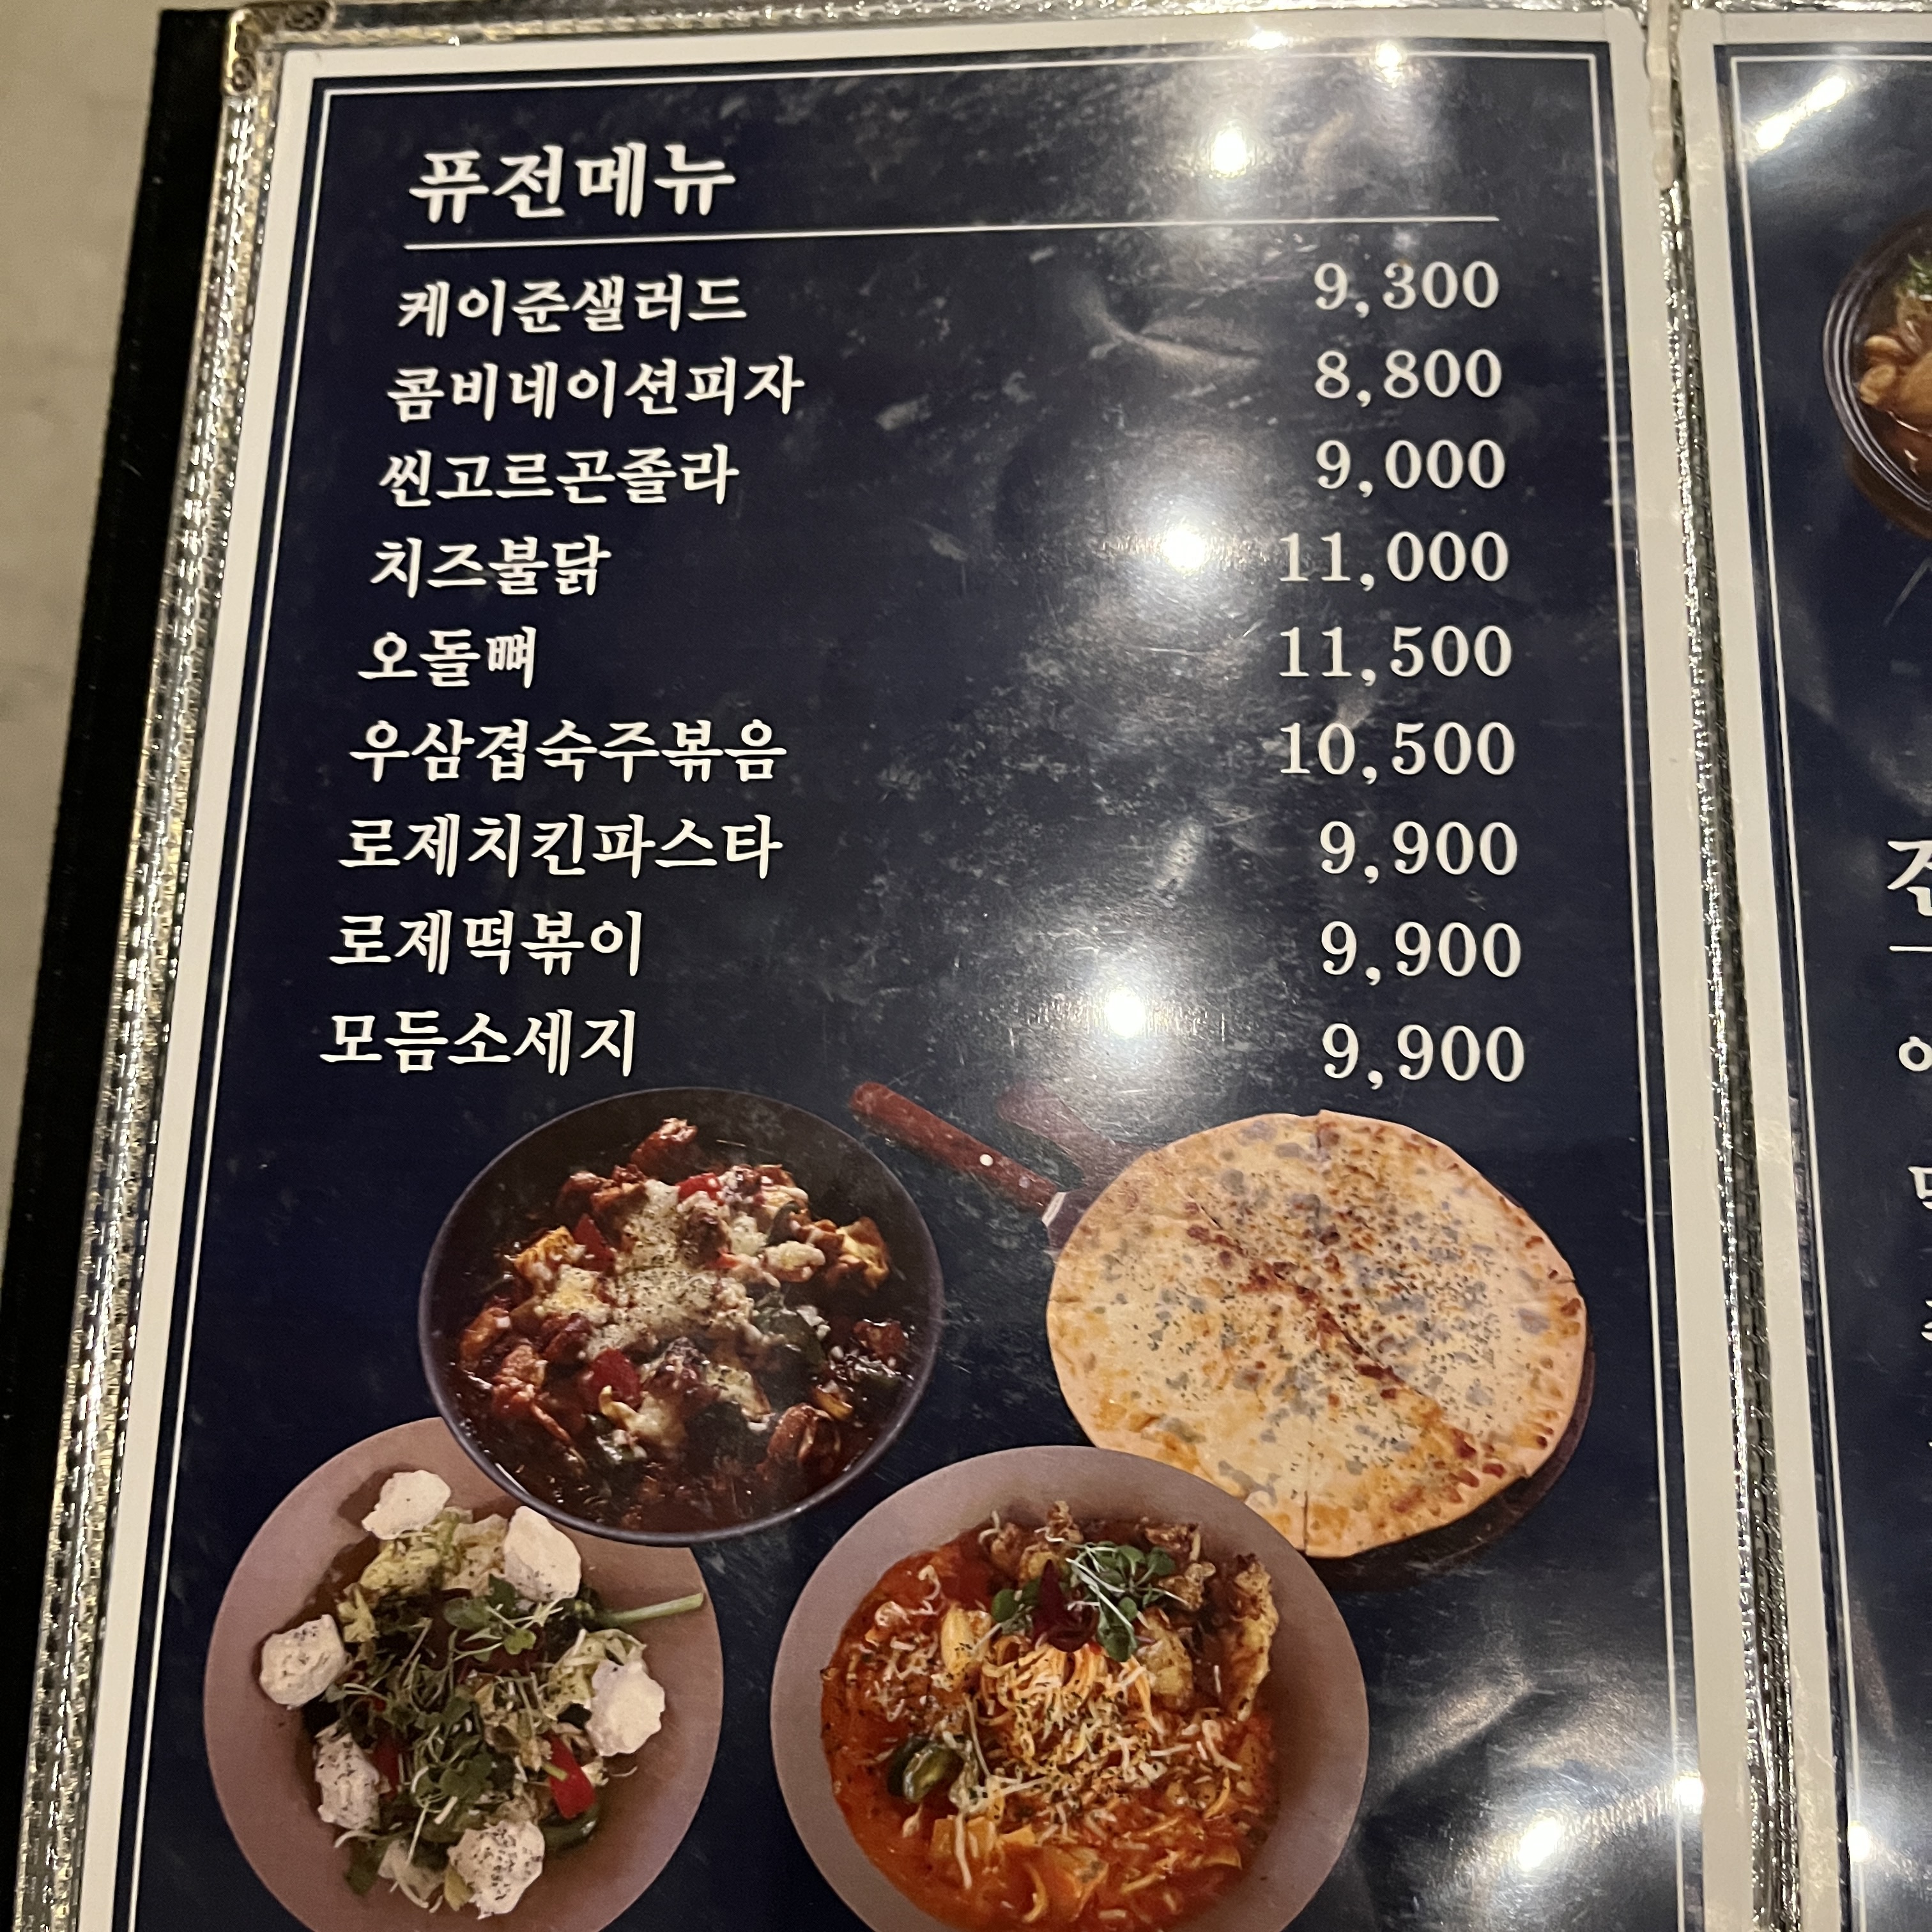 퓨전메뉴
케이준샐러드 9,300
콤비네이션피자 8,800
씬고르곤졸라 9,000
치즈불닭 11,000
오돌뼈 11,500
우삼겹숙주볶음 10,500
로제치킨파스타 9,900
로제떡볶이 9,900
모듬소세지 9,900